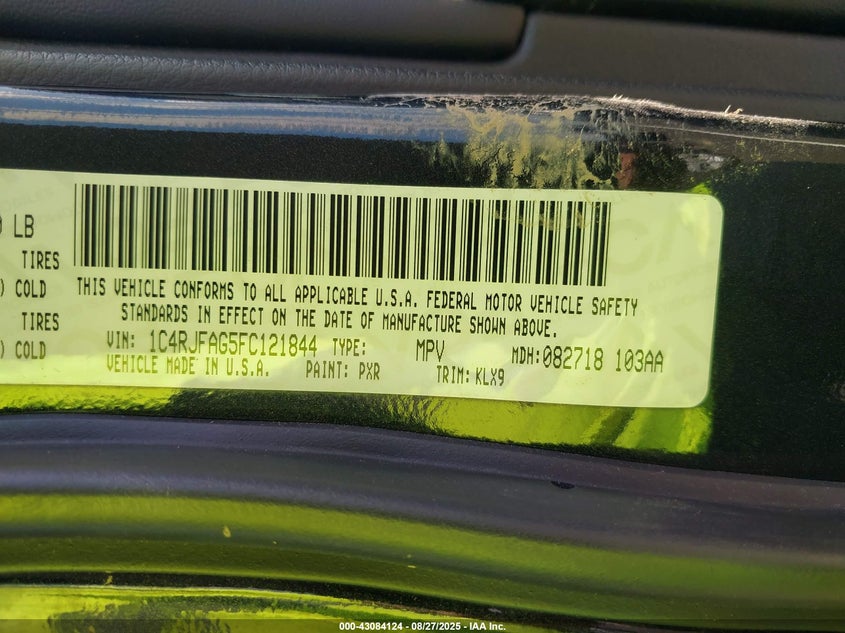 ) LB
TIRES
) COLD
TIRES
) COLD
THIS VEHICLE CONFORMS TO ALL APPLICABLE U.S.A. FEDERAL MOTOR VEHICLE SAFETY
STANDARDS IN EFFECT ON THE DATE OF MANUFACTURE SHOWN ABOVE.
VIN: 1C4RJFAG5FC121844 TYPE: MPV MDH:082718 103AA
VEHICLE MADE IN U.S.A. PAINT: PXR TRIM: KLX9
000-43084124 - 08/27/2025 - IAA Inc.